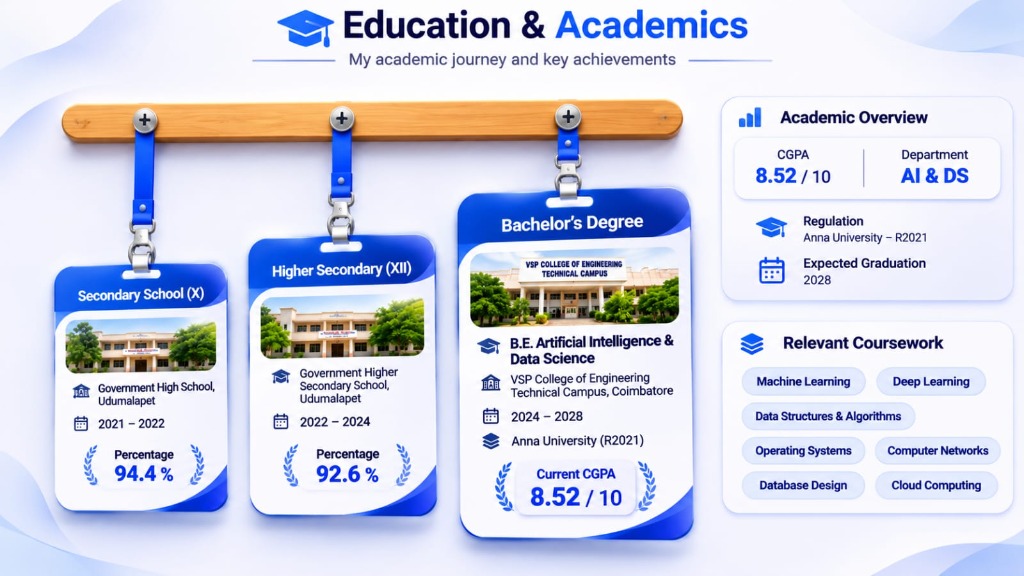 Education & Academics
My academic journey and key achievements
Secondary School (X)
Government High School,
Udumalapet
2021 – 2022
Percentage
94.4 %
Higher Secondary (XII)
Government Higher
Secondary School,
Udumalapet
2022 – 2024
Percentage
92.6 %
Bachelor's Degree
VSP COLLEGE OF ENGINEERING
TECHNICAL CAMPUS
B.E. Artificial Intelligence &
Data Science
VSP College of Engineering
Technical Campus, Coimbatore
2024 – 2028
Anna University (R2021)
Current CGPA
8.52 / 10
Academic Overview
CGPA
8.52 / 10
Department
AI & DS
Regulation
Anna University – R2021
Expected Graduation
2028
Relevant Coursework
Machine Learning
Deep Learning
Data Structures & Algorithms
Operating Systems
Computer Networks
Database Design
Cloud Computing